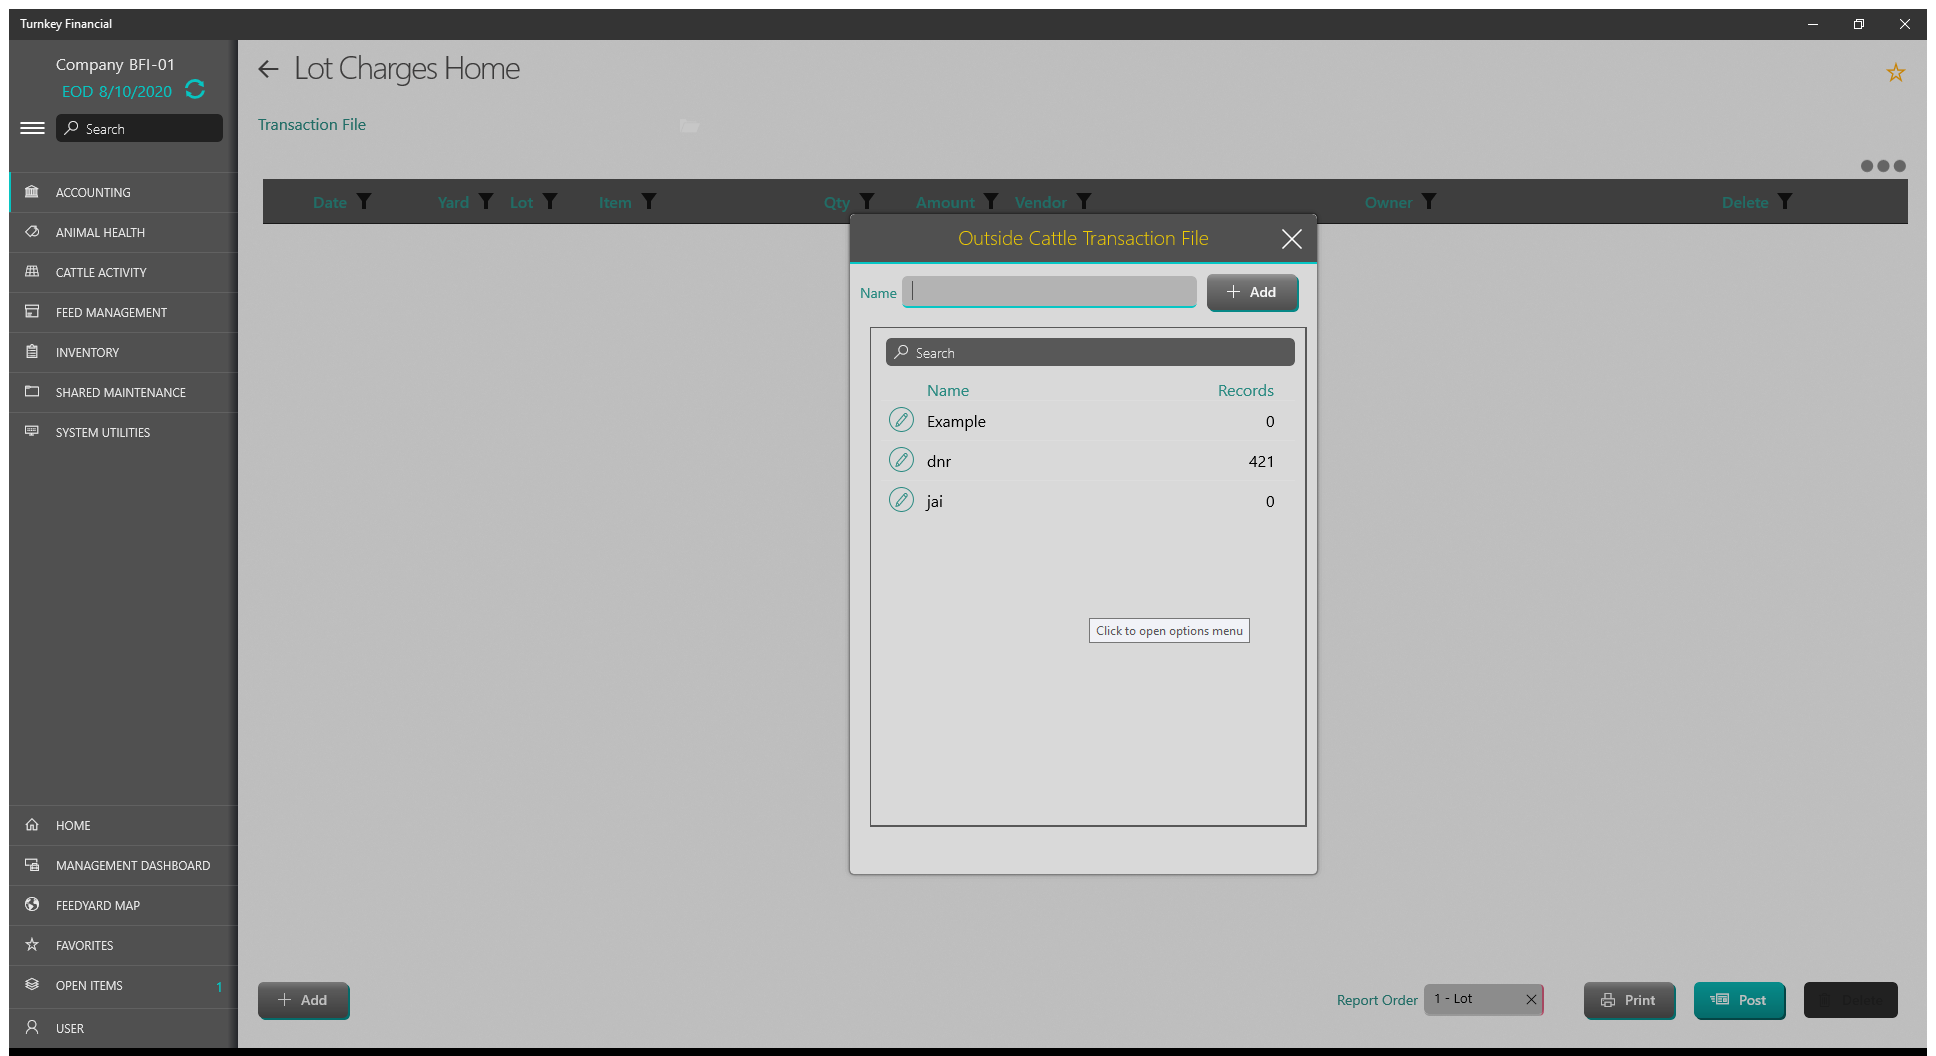 Turnkey Financial
Company BFI-01
EOD 8/10/2020
Search
ACCOUNTING
ANIMAL HEALTH
CATTLE ACTIVITY
FEED MANAGEMENT
INVENTORY
SHARED MAINTENANCE
SYSTEM UTILITIES
HOME
MANAGEMENT DASHBOARD
FEEDYARD MAP
FAVORITES
OPEN ITEMS 1
USER
Lot Charges Home
Transaction File
Date Yard Lot Item Qty Amount Vendor Owner Delete
Outside Cattle Transaction File
Name Add
Search
Name Records
Example 0
dnr 421
jai 0
Click to open options menu
Add Report Order 1 - Lot Print Post Delete